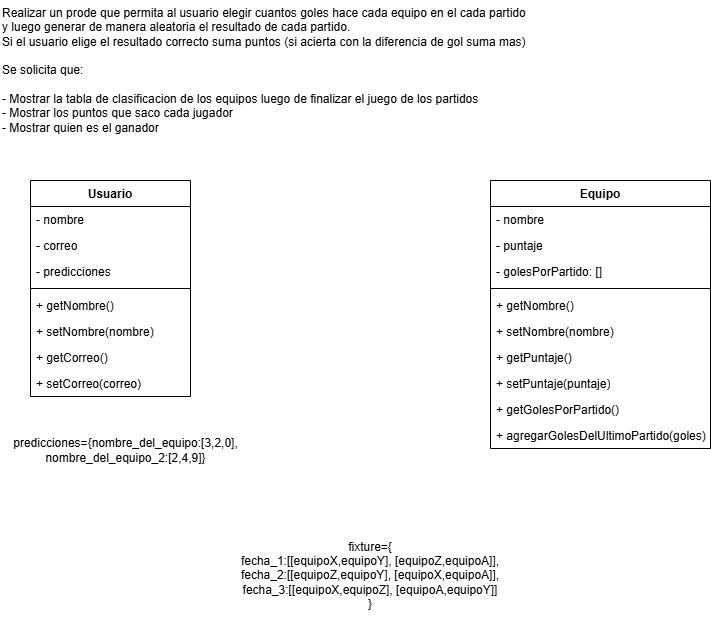 Realizar un prode que permita al usuario elegir cuantos goles hace cada equipo en el cada partido
y luego generar de manera aleatoria el resultado de cada partido.
Si el usuario elige el resultado correcto suma puntos (si acierta con la diferencia de gol suma mas)
Se solicita que:
- Mostrar la tabla de clasificacion de los equipos luego de finalizar el juego de los partidos
- Mostrar los puntos que saco cada jugador
- Mostrar quien es el ganador
Usuario
- nombre
- correo
- predicciones
+ getNombre()
+ setNombre(nombre)
+ getCorreo()
+ setCorreo(correo)
Equipo
- nombre
- puntaje
- golesPorPartido: []
+ getNombre()
+ setNombre(nombre)
+ getPuntaje()
+ setPuntaje(puntaje)
+ getGolesPorPartido()
+ agregarGolesDelUltimoPartido(goles)
predicciones={nombre_del_equipo:[3,2,0],
nombre_del_equipo_2:[2,4,9]}
fixture={
fecha_1:[[equipoX,equipoY], [equipoZ,equipoA]],
fecha_2:[[equipoZ,equipoY], [equipoX,equipoA]],
fecha_3:[[equipoX,equipoZ], [equipoA,equipoY]]
}